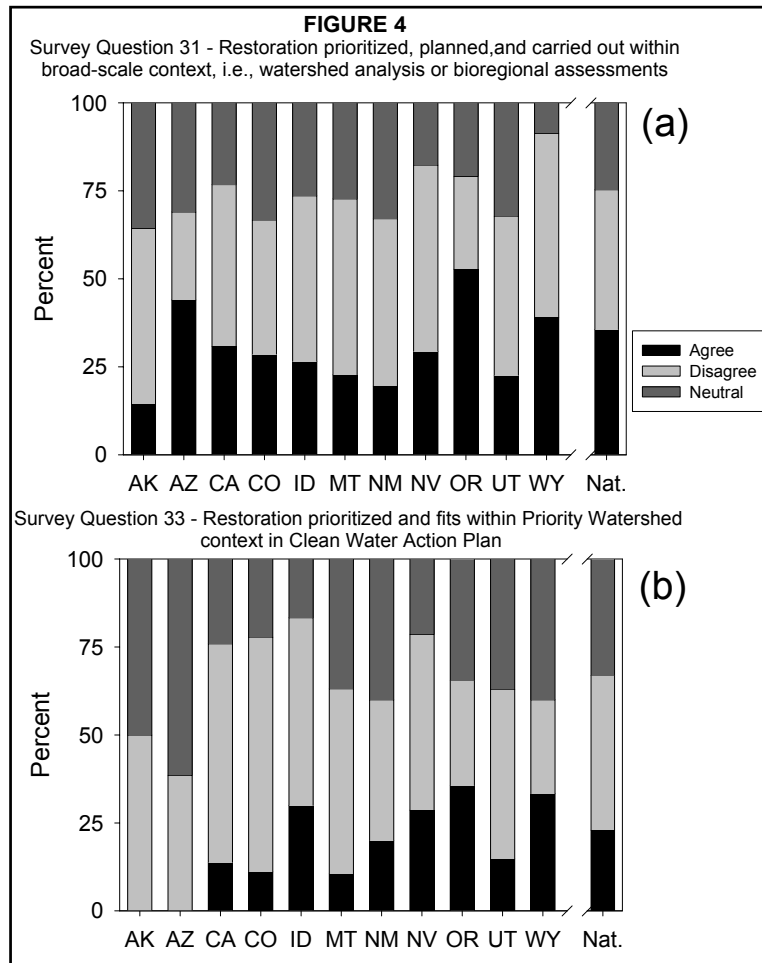 FIGURE 4
Survey Question 31 - Restoration prioritized, planned,and carried out within
broad-scale context, i.e., watershed analysis or bioregional assessments
(a)
100
75
50
25
0
Percent
AK AZ CA CO ID MT NM NV OR UT WY Nat.
Agree
Disagree
Neutral
Survey Question 33 - Restoration prioritized and fits within Priority Watershed
context in Clean Water Action Plan
(b)
100
75
50
25
0
Percent
AK AZ CA CO ID MT NM NV OR UT WY Nat.